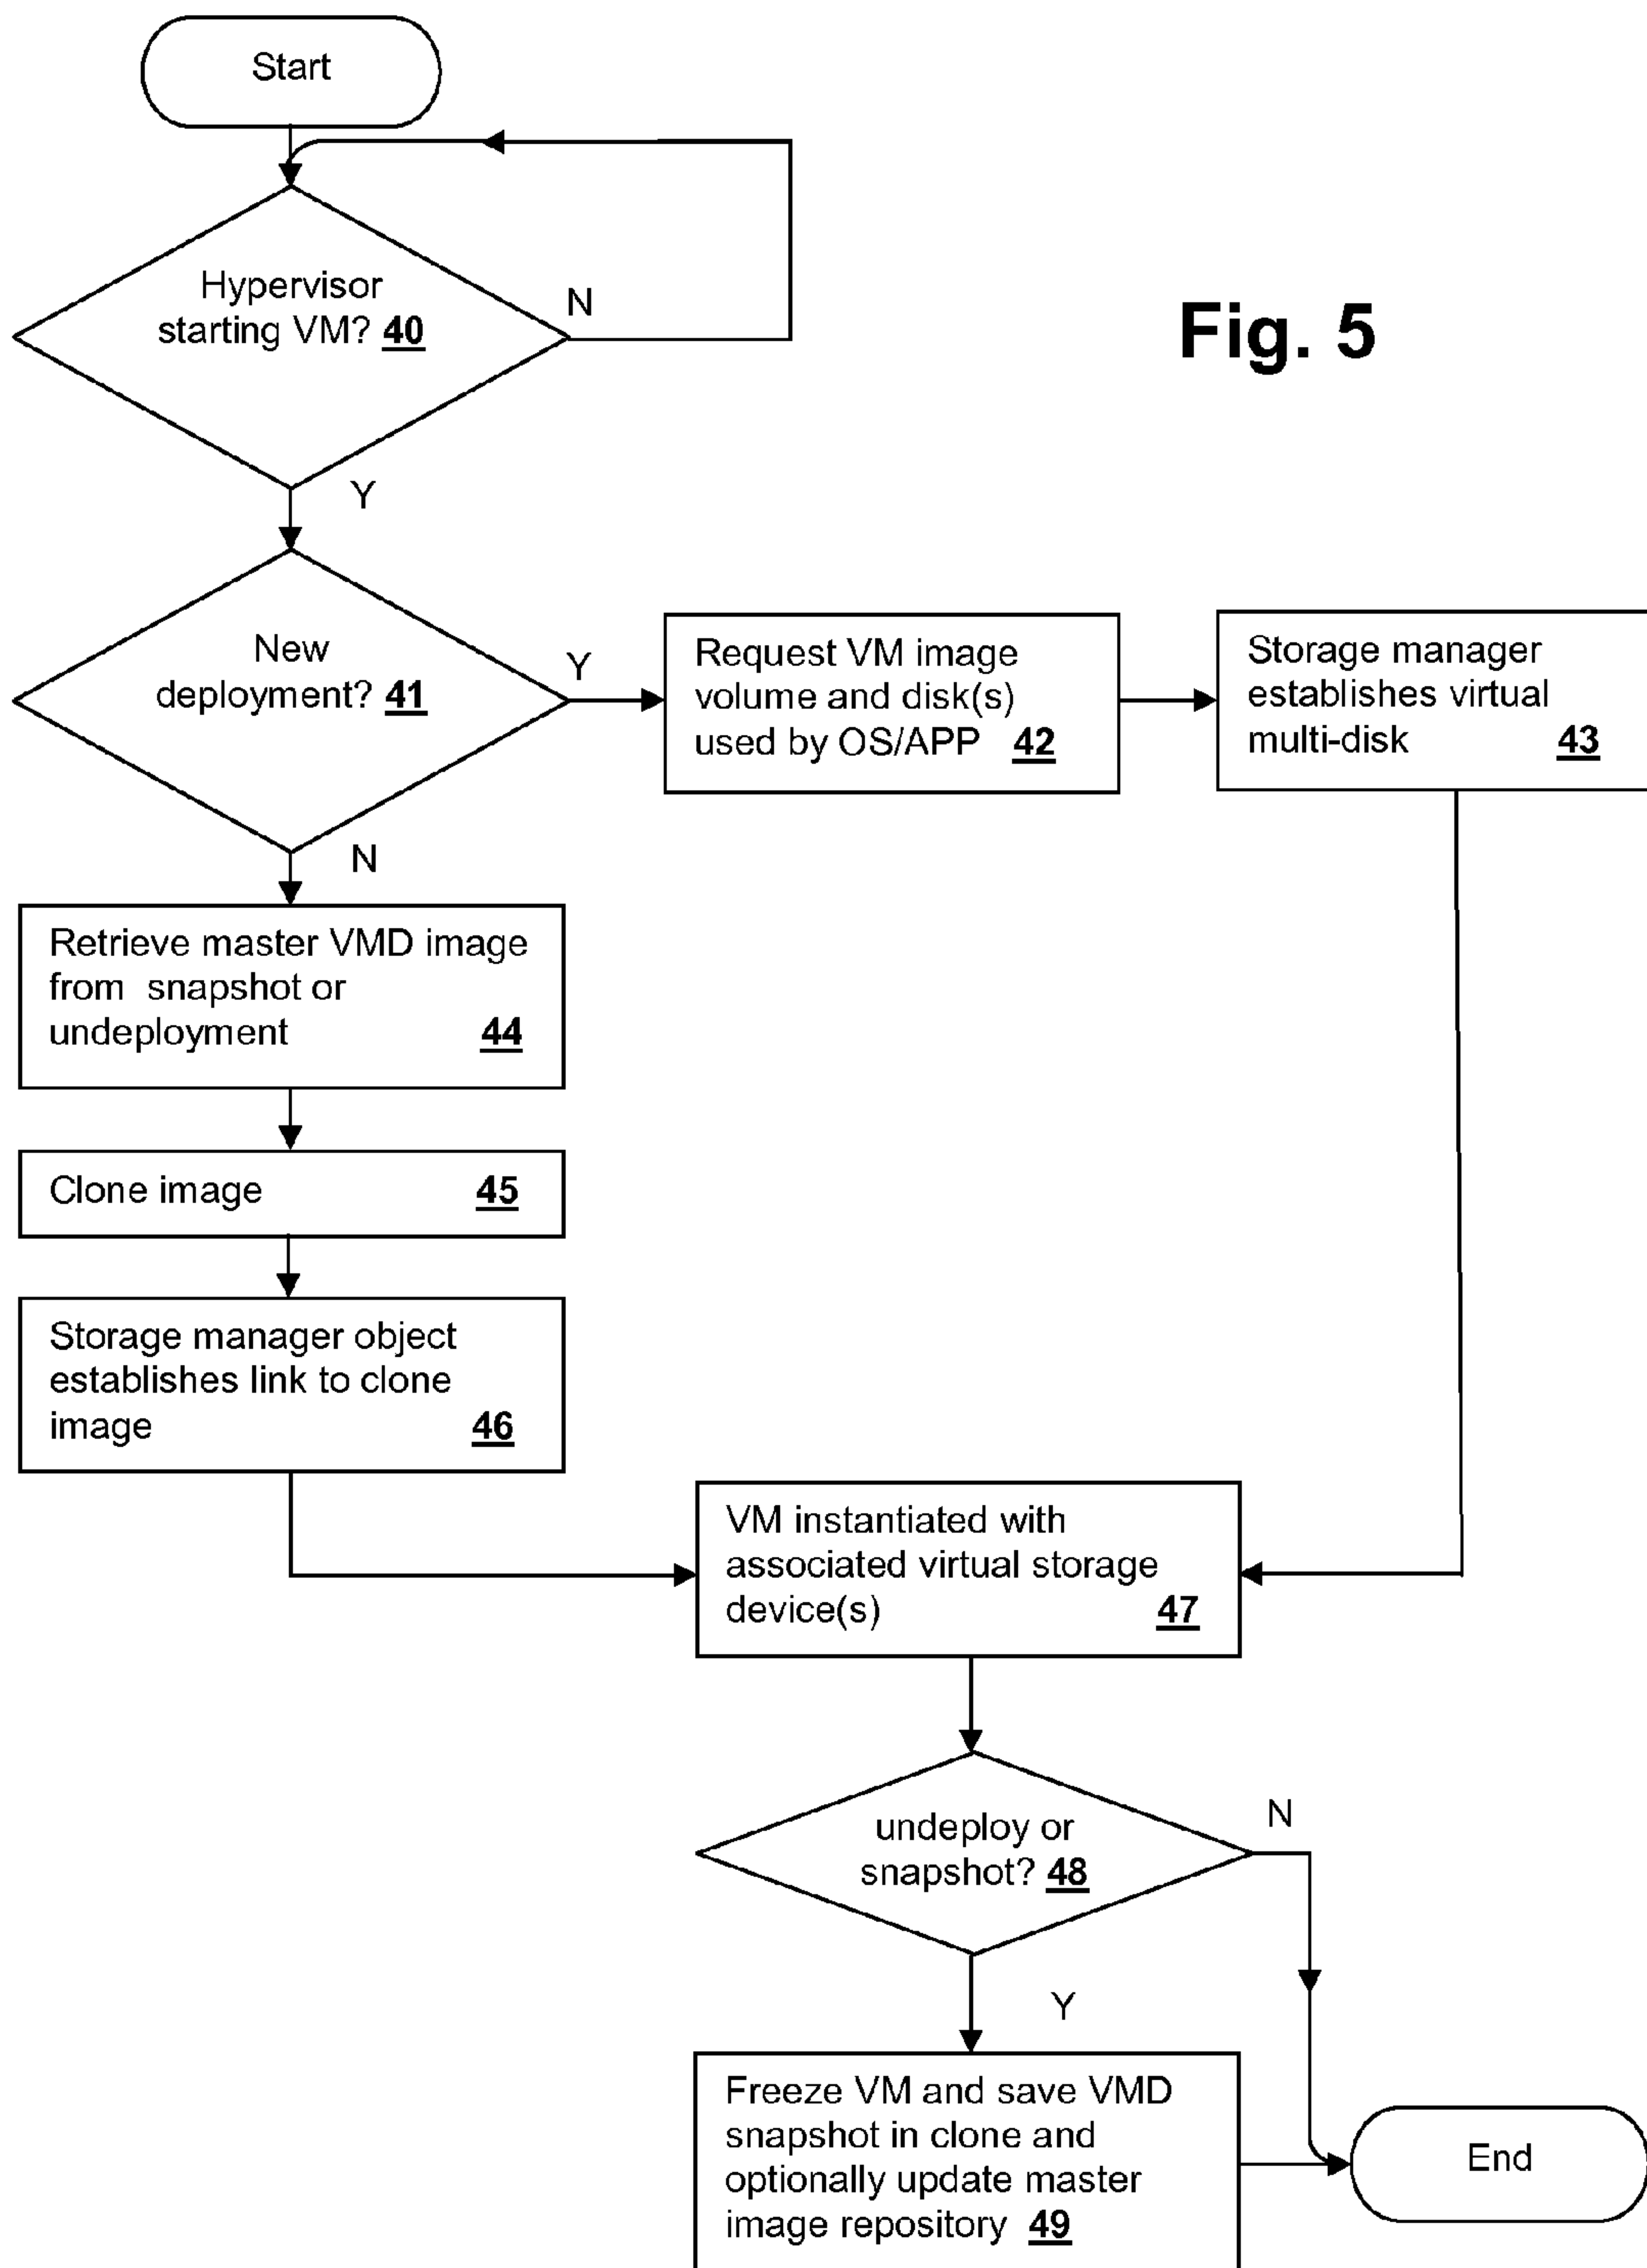 Start
Hypervisor
starting VM? 40
N
Fig. 5
Y
New
deployment? 41
Y
Request VM image
volume and disk(s)
used by OS/APP 42
Storage manager
establishes virtual
multi-disk 43
N
Retrieve master VMD image
from snapshot or
undeployment 44
Clone image 45
Storage manager object
establishes link to clone
image 46
VM instantiated with
associated virtual storage
device(s) 47
undeploy or
snapshot? 48
N
Y
Freeze VM and save VMD
snapshot in clone and
optionally update master
image repository 49
End